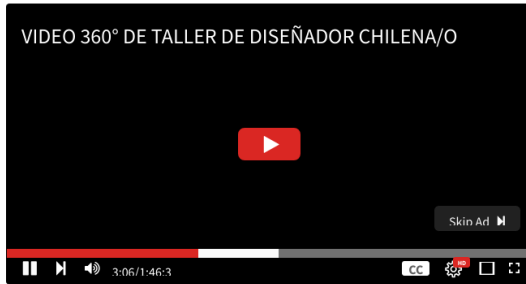 VIDEO 360° DE TALLER DE DISEÑADOR CHILENA/O
Skip Ad
3:06/1:46:3
CC
HD